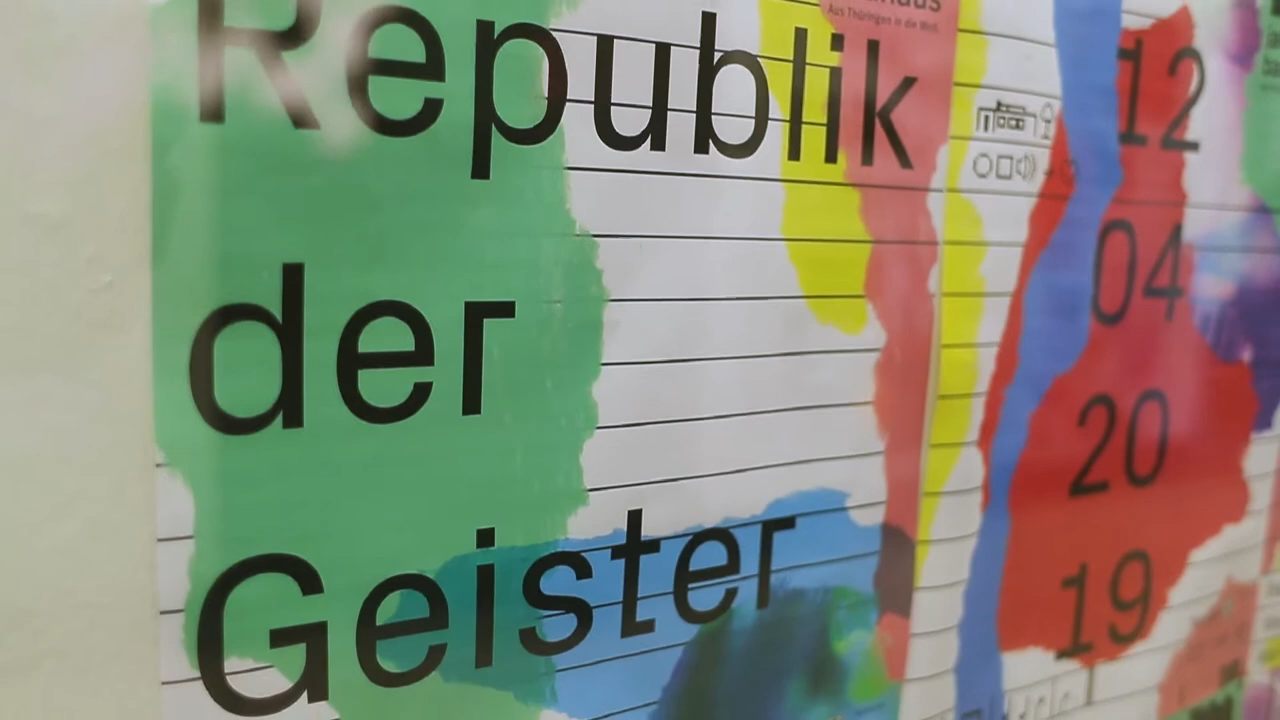 Republik
der
Geister
Aus Thüringen in die Welt
12
04
20
19